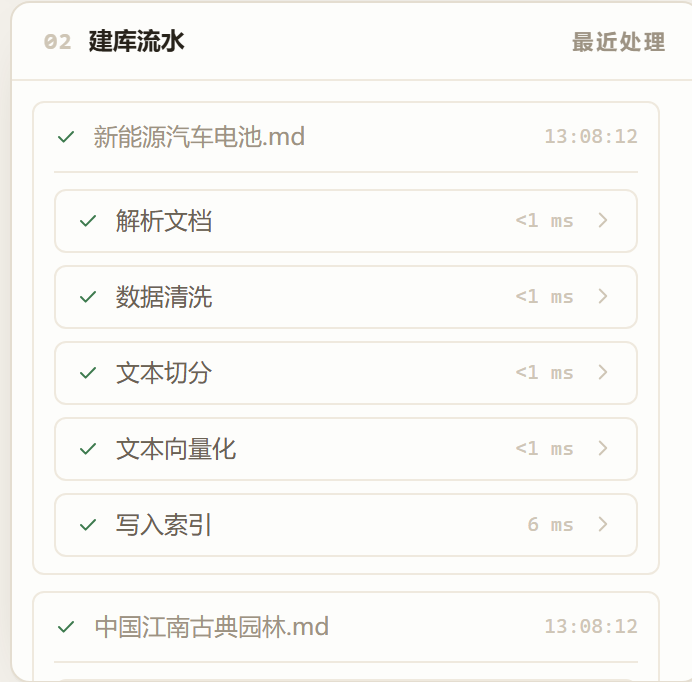 02 建库流水 最近处理
新能源汽车电池.md 13:08:12
解析文档 <1 ms
数据清洗 <1 ms
文本切分 <1 ms
文本向量化 <1 ms
写入索引 6 ms
中国江南古典园林.md 13:08:12